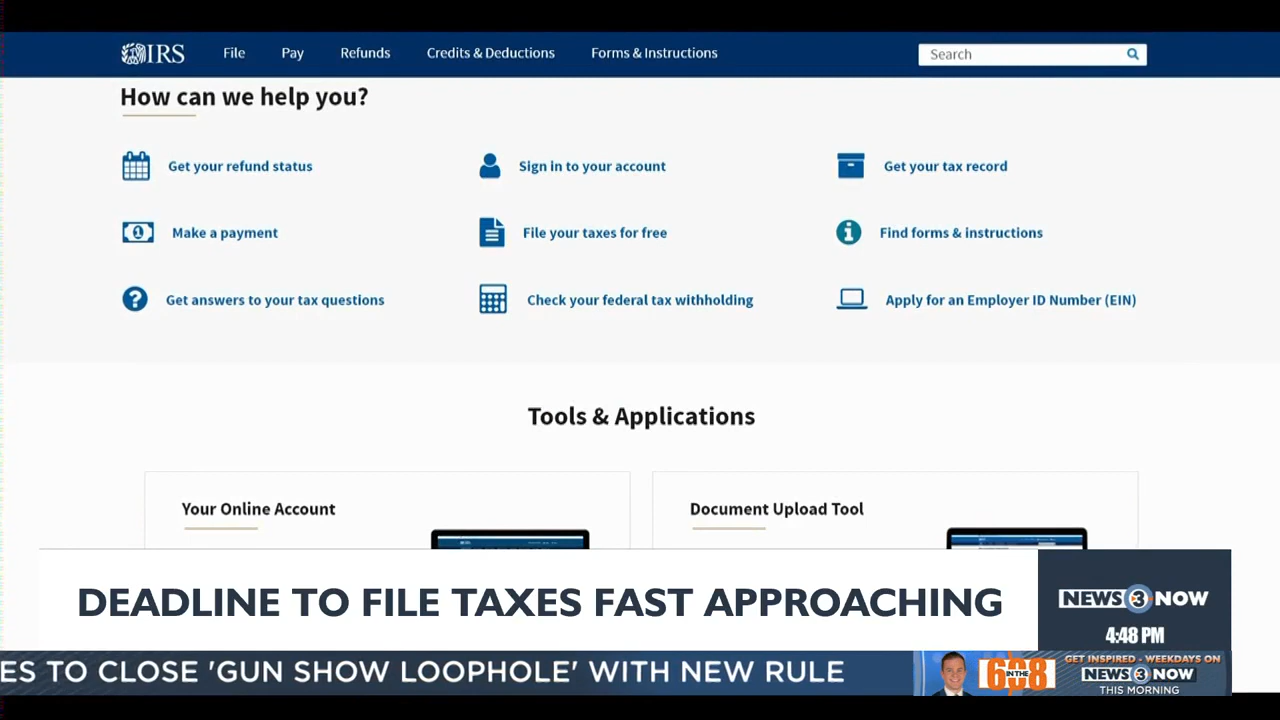 IRS File Pay Refunds Credits & Deductions Forms & Instructions Search
How can we help you?
Get your refund status Sign in to your account Get your tax record
Make a payment File your taxes for free Find forms & instructions
Get answers to your tax questions Check your federal tax withholding Apply for an Employer ID Number (EIN)
Tools & Applications
Your Online Account Document Upload Tool
DEADLINE TO FILE TAXES FAST APPROACHING
NEWS 3 NOW
4:48 PM
ES TO CLOSE 'GUN SHOW LOOPHOLE' WITH NEW RULE
IN THE 608
GET INSPIRED - WEEKDAYS ON
NEWS 3 NOW
THIS MORNING